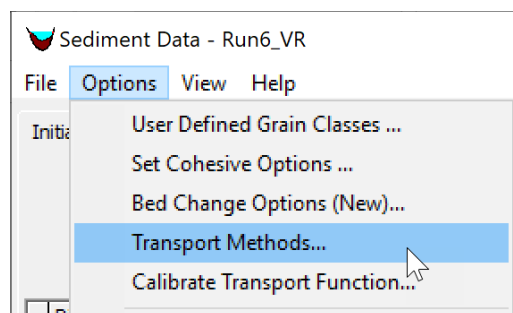 Sediment Data - Run6_VR
File Options View Help
Initia
User Defined Grain Classes ...
Set Cohesive Options ...
Bed Change Options (New)...
Transport Methods...
Calibrate Transport Function...